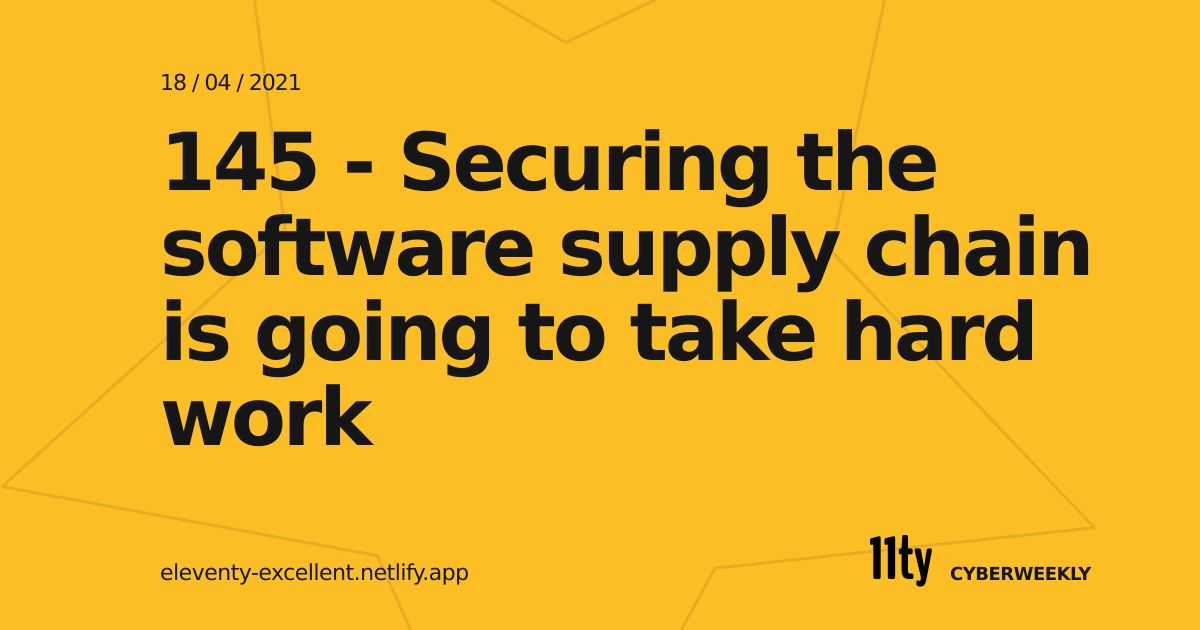 18 / 04 / 2021
145 - Securing the
software supply chain
is going to take hard
work
eleventy-excellent.netlify.app
11ty CYBERWEEKLY